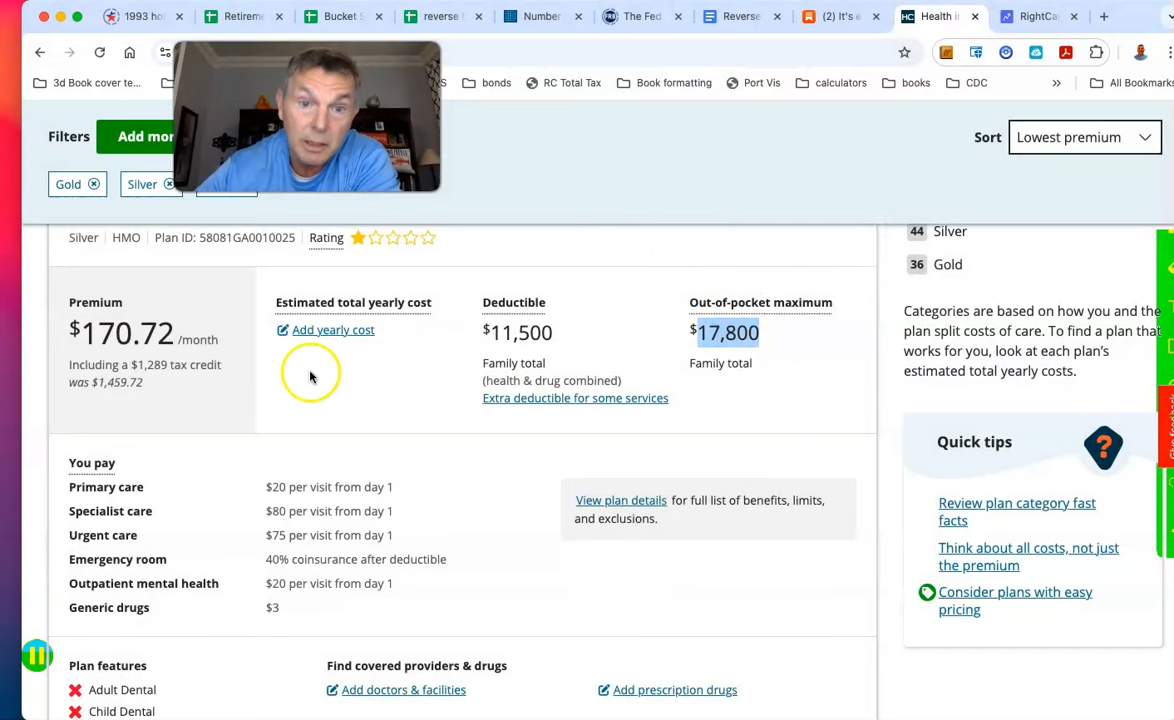 1993 ho
Retirem
Bucket S
reverse
Number
The Fed
Reverse
(2) It's e
Health i
RightCa
3d Book cover te...
bonds
RC Total Tax
Book formatting
Port Vis
calculators
books
CDC
All Bookmarks
Filters
Add mor
Sort
Lowest premium
Gold
Silver
Silver
HMO
Plan ID: 58081GA0010025
Rating
44 Silver
36 Gold
Premium
$170.72 /month
Including a $1,289 tax credit
was $1,459.72
Estimated total yearly cost
Add yearly cost
Deductible
$11,500
Family total
(health & drug combined)
Extra deductible for some services
Out-of-pocket maximum
$17,800
Family total
Categories are based on how you and the
plan split costs of care. To find a plan that
works for you, look at each plan's
estimated total yearly costs.
You pay
Primary care $20 per visit from day 1
Specialist care $80 per visit from day 1
Urgent care $75 per visit from day 1
Emergency room 40% coinsurance after deductible
Outpatient mental health $20 per visit from day 1
Generic drugs $3
View plan details for full list of benefits, limits,
and exclusions.
Quick tips
Review plan category fast
facts
Think about all costs, not just
the premium
Consider plans with easy
pricing
Plan features
Adult Dental
Child Dental
Find covered providers & drugs
Add doctors & facilities
Add prescription drugs